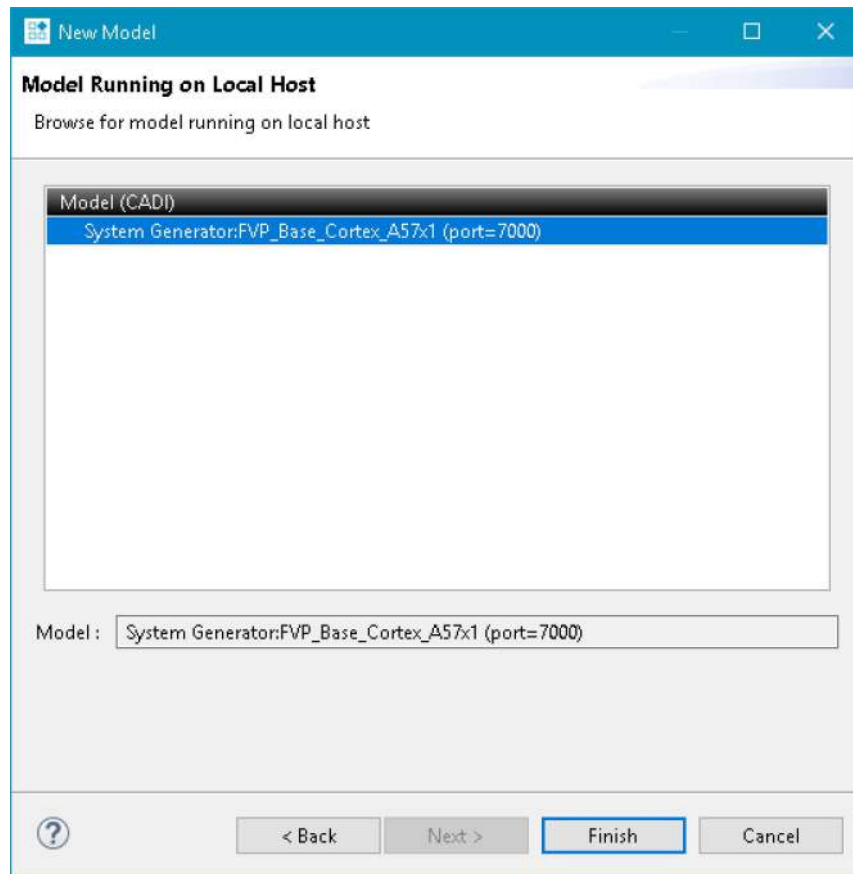 New Model
Model Running on Local Host
Browse for model running on local host
Model (CADI)
System Generator:FVP_Base_Cortex_A57x1 (port=7000)
Model : System Generator:FVP_Base_Cortex_A57x1 (port=7000)
? < Back Next > Finish Cancel